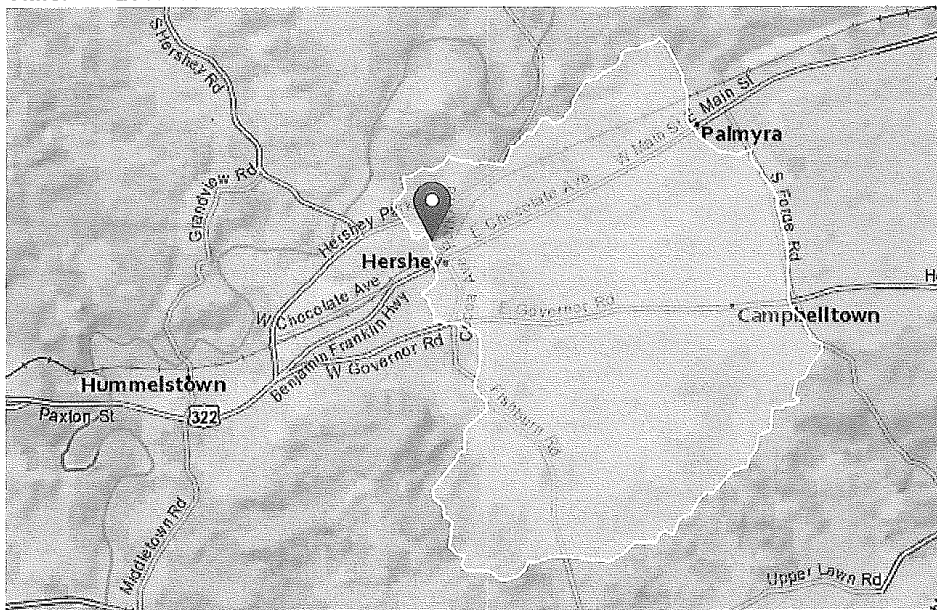 S Hershey Rd
Main St
Palmyra
W Main St
Grandview Rd
S Forge Rd
Hershey Pk
E Chocolate Ave
Hershey
W Chocolate Ave
E Governor Rd
Campbelltown
Benjamin Franklin Hwy
W Governor Rd
Hummelstown
322
Paxton St
Middletown Rd
Upper Lawn Rd